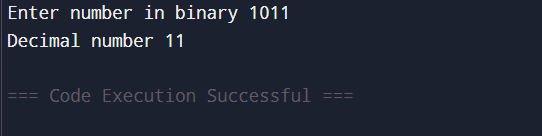 Enter number in binary 1011
Decimal number 11
=== Code Execution Successful ===